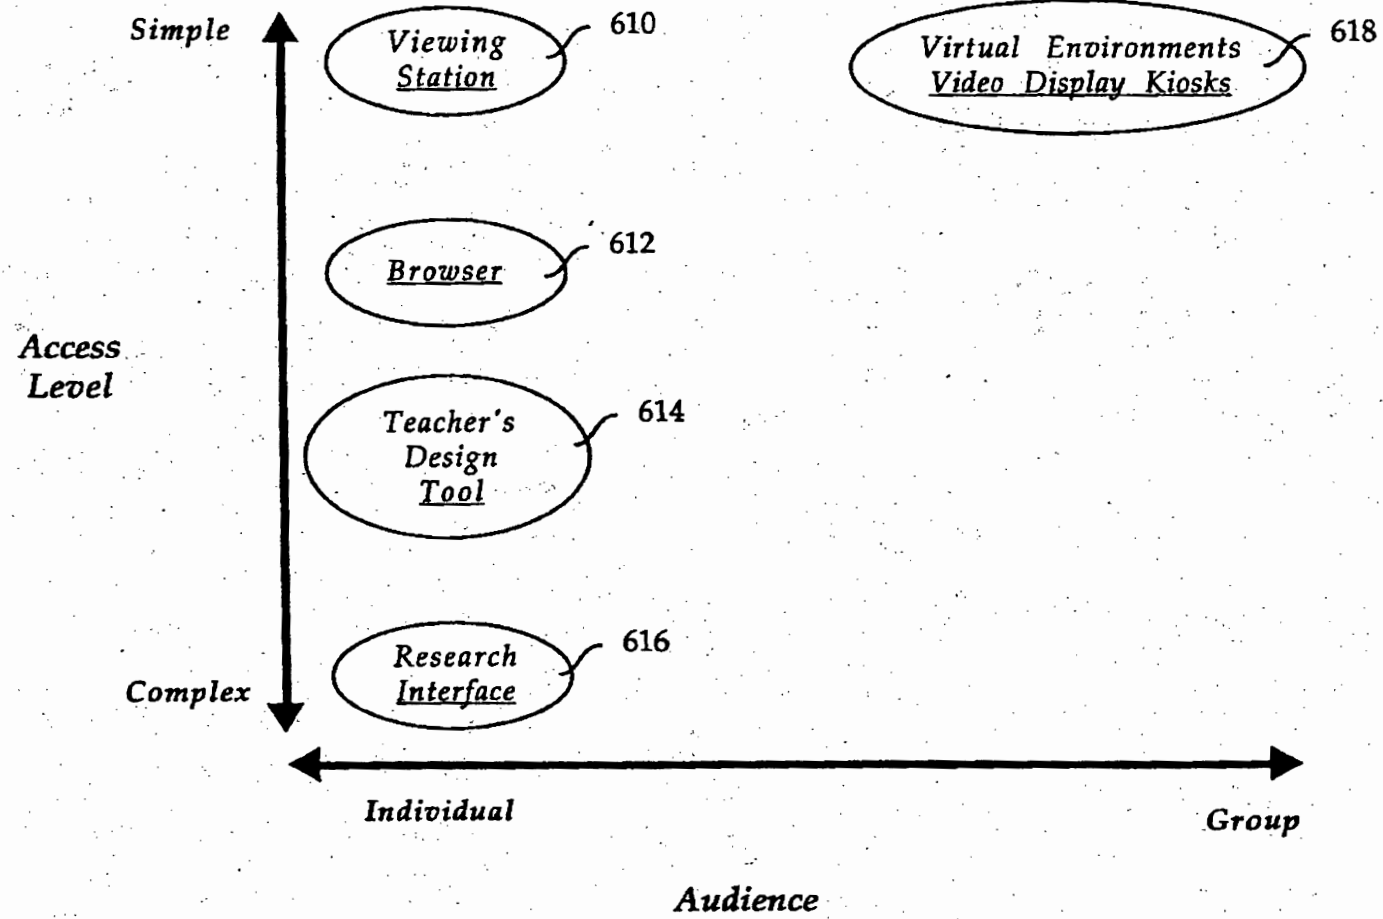 Simple
Viewing
Station
610
Virtual Environments
Video Display Kiosks
618
Browser
612
Access
Level
Teacher's
Design
Tool
614
Research
Interface
616
Complex
Individual
Group
Audience